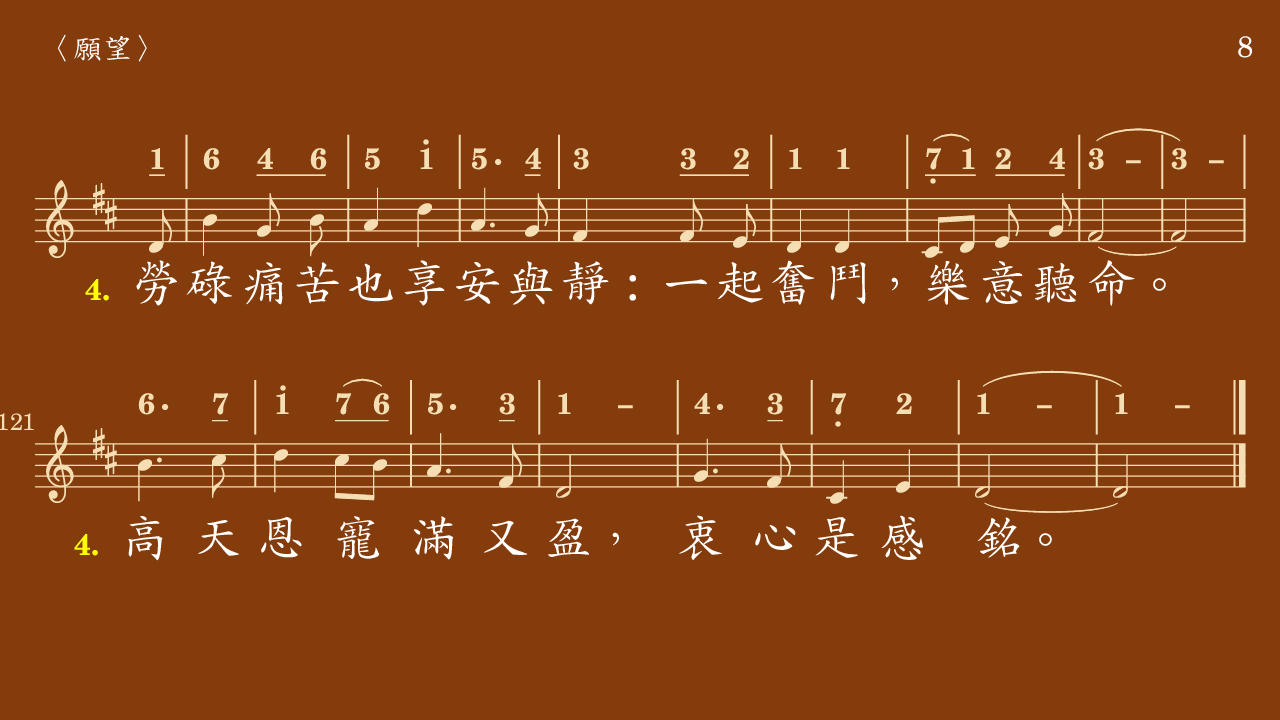 〈願望〉 8
1 | 6 4 6 | 5 i | 5. 4 | 3 3 2 | 1 1 | 7 1 2 4 | 3 – | 3 – |
4. 勞碌痛苦也享安與靜：一起奮鬥，樂意聽命。
121 6. 7 | i 7 6 | 5. 3 | 1 – | 4. 3 | 7 2 | 1 – | 1 –
4. 高天恩寵滿又盈，衷心是感銘。